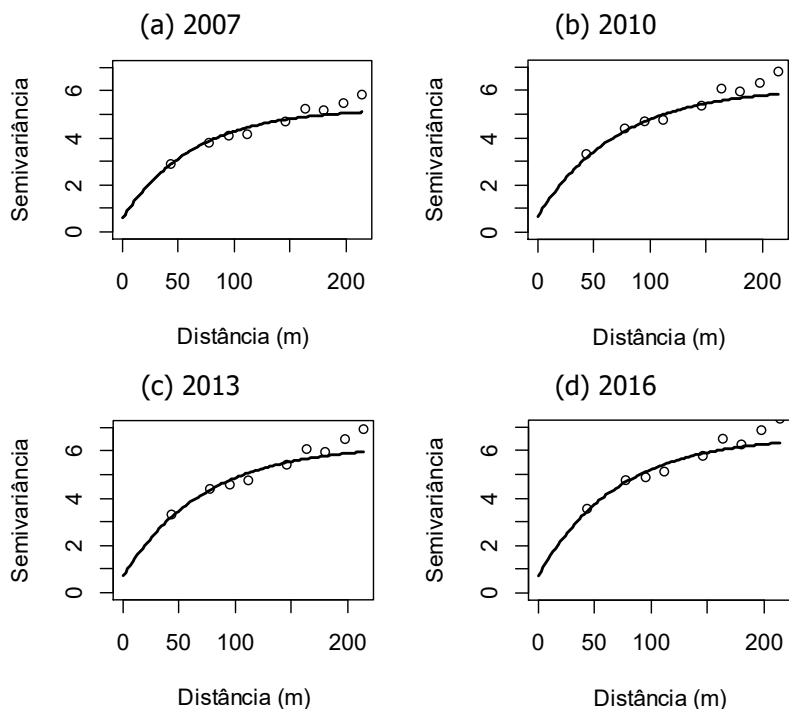 (a) 2007
Semivariância
0 2 4 6
0 50 100 200
Distância (m)
(b) 2010
Semivariância
0 2 4 6
0 50 100 200
Distância (m)
(c) 2013
Semivariância
0 2 4 6
0 50 100 200
Distância (m)
(d) 2016
Semivariância
0 2 4 6
0 50 100 200
Distância (m)